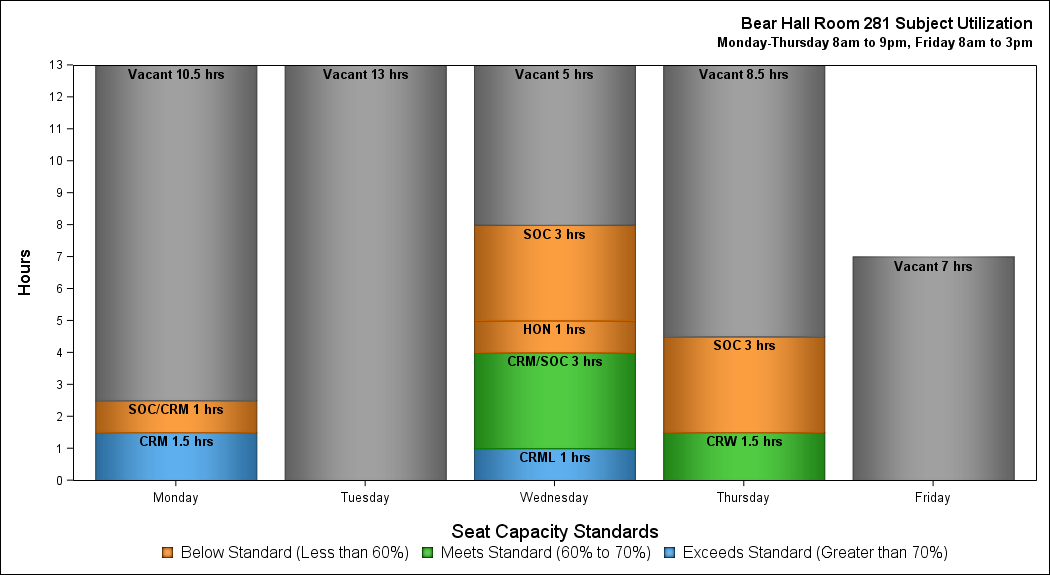 Bear Hall Room 281 Subject Utilization
Monday-Thursday 8am to 9pm, Friday 8am to 3pm
Hours
13
12
11
10
9
8
7
6
5
4
3
2
1
0
Vacant 10.5 hrs
SOC/CRM 1 hrs
CRM 1.5 hrs
Vacant 13 hrs
Vacant 5 hrs
SOC 3 hrs
HON 1 hrs
CRM/SOC 3 hrs
CRML 1 hrs
Vacant 8.5 hrs
SOC 3 hrs
CRW 1.5 hrs
Vacant 7 hrs
Monday Tuesday Wednesday Thursday Friday
Seat Capacity Standards
Below Standard (Less than 60%) Meets Standard (60% to 70%) Exceeds Standard (Greater than 70%)